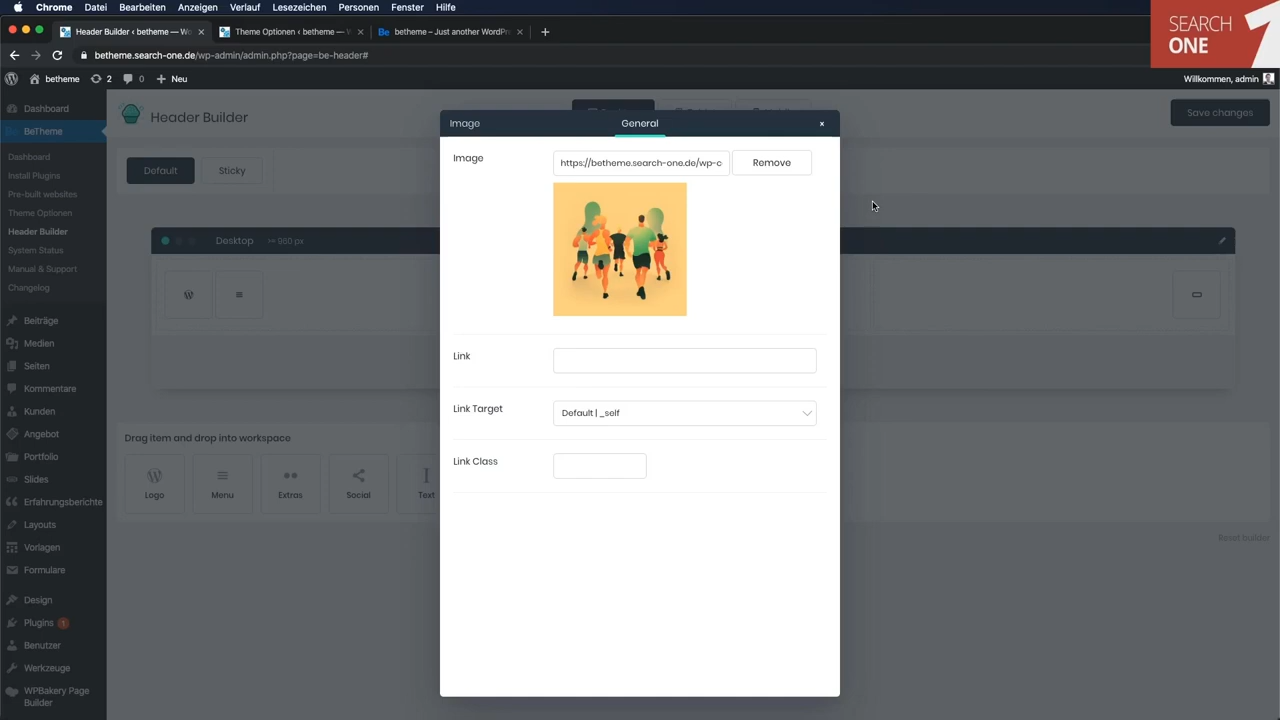 Chrome Datei Bearbeiten Anzeigen Verlauf Lesezeichen Personen Fenster Hilfe
Header Builder ‹ betheme — Wo
Theme Optionen ‹ betheme — W
Be betheme – Just another WordPre
betheme.search-one.de/wp-admin/admin.php?page=be-header#
SEARCH
ONE
betheme 2 0 Neu
Willkommen, admin
Dashboard
BeTheme
Dashboard
Install Plugins
Pre-built websites
Theme Optionen
Header Builder
System Status
Manual & Support
Changelog
Beiträge
Medien
Seiten
Kommentare
Kunden
Angebot
Portfolio
Slides
Erfahrungsberichte
Layouts
Vorlagen
Formulare
Design
Plugins 1
Benutzer
Werkzeuge
WPBakery Page
Builder
Header Builder
Save changes
Default Sticky
Desktop >= 960 px
Drag item and drop into workspace
Logo Menu Extras Social Text
Reset builder
Image General ×
Image https://betheme.search-one.de/wp-c Remove
Link
Link Target Default | _self
Link Class